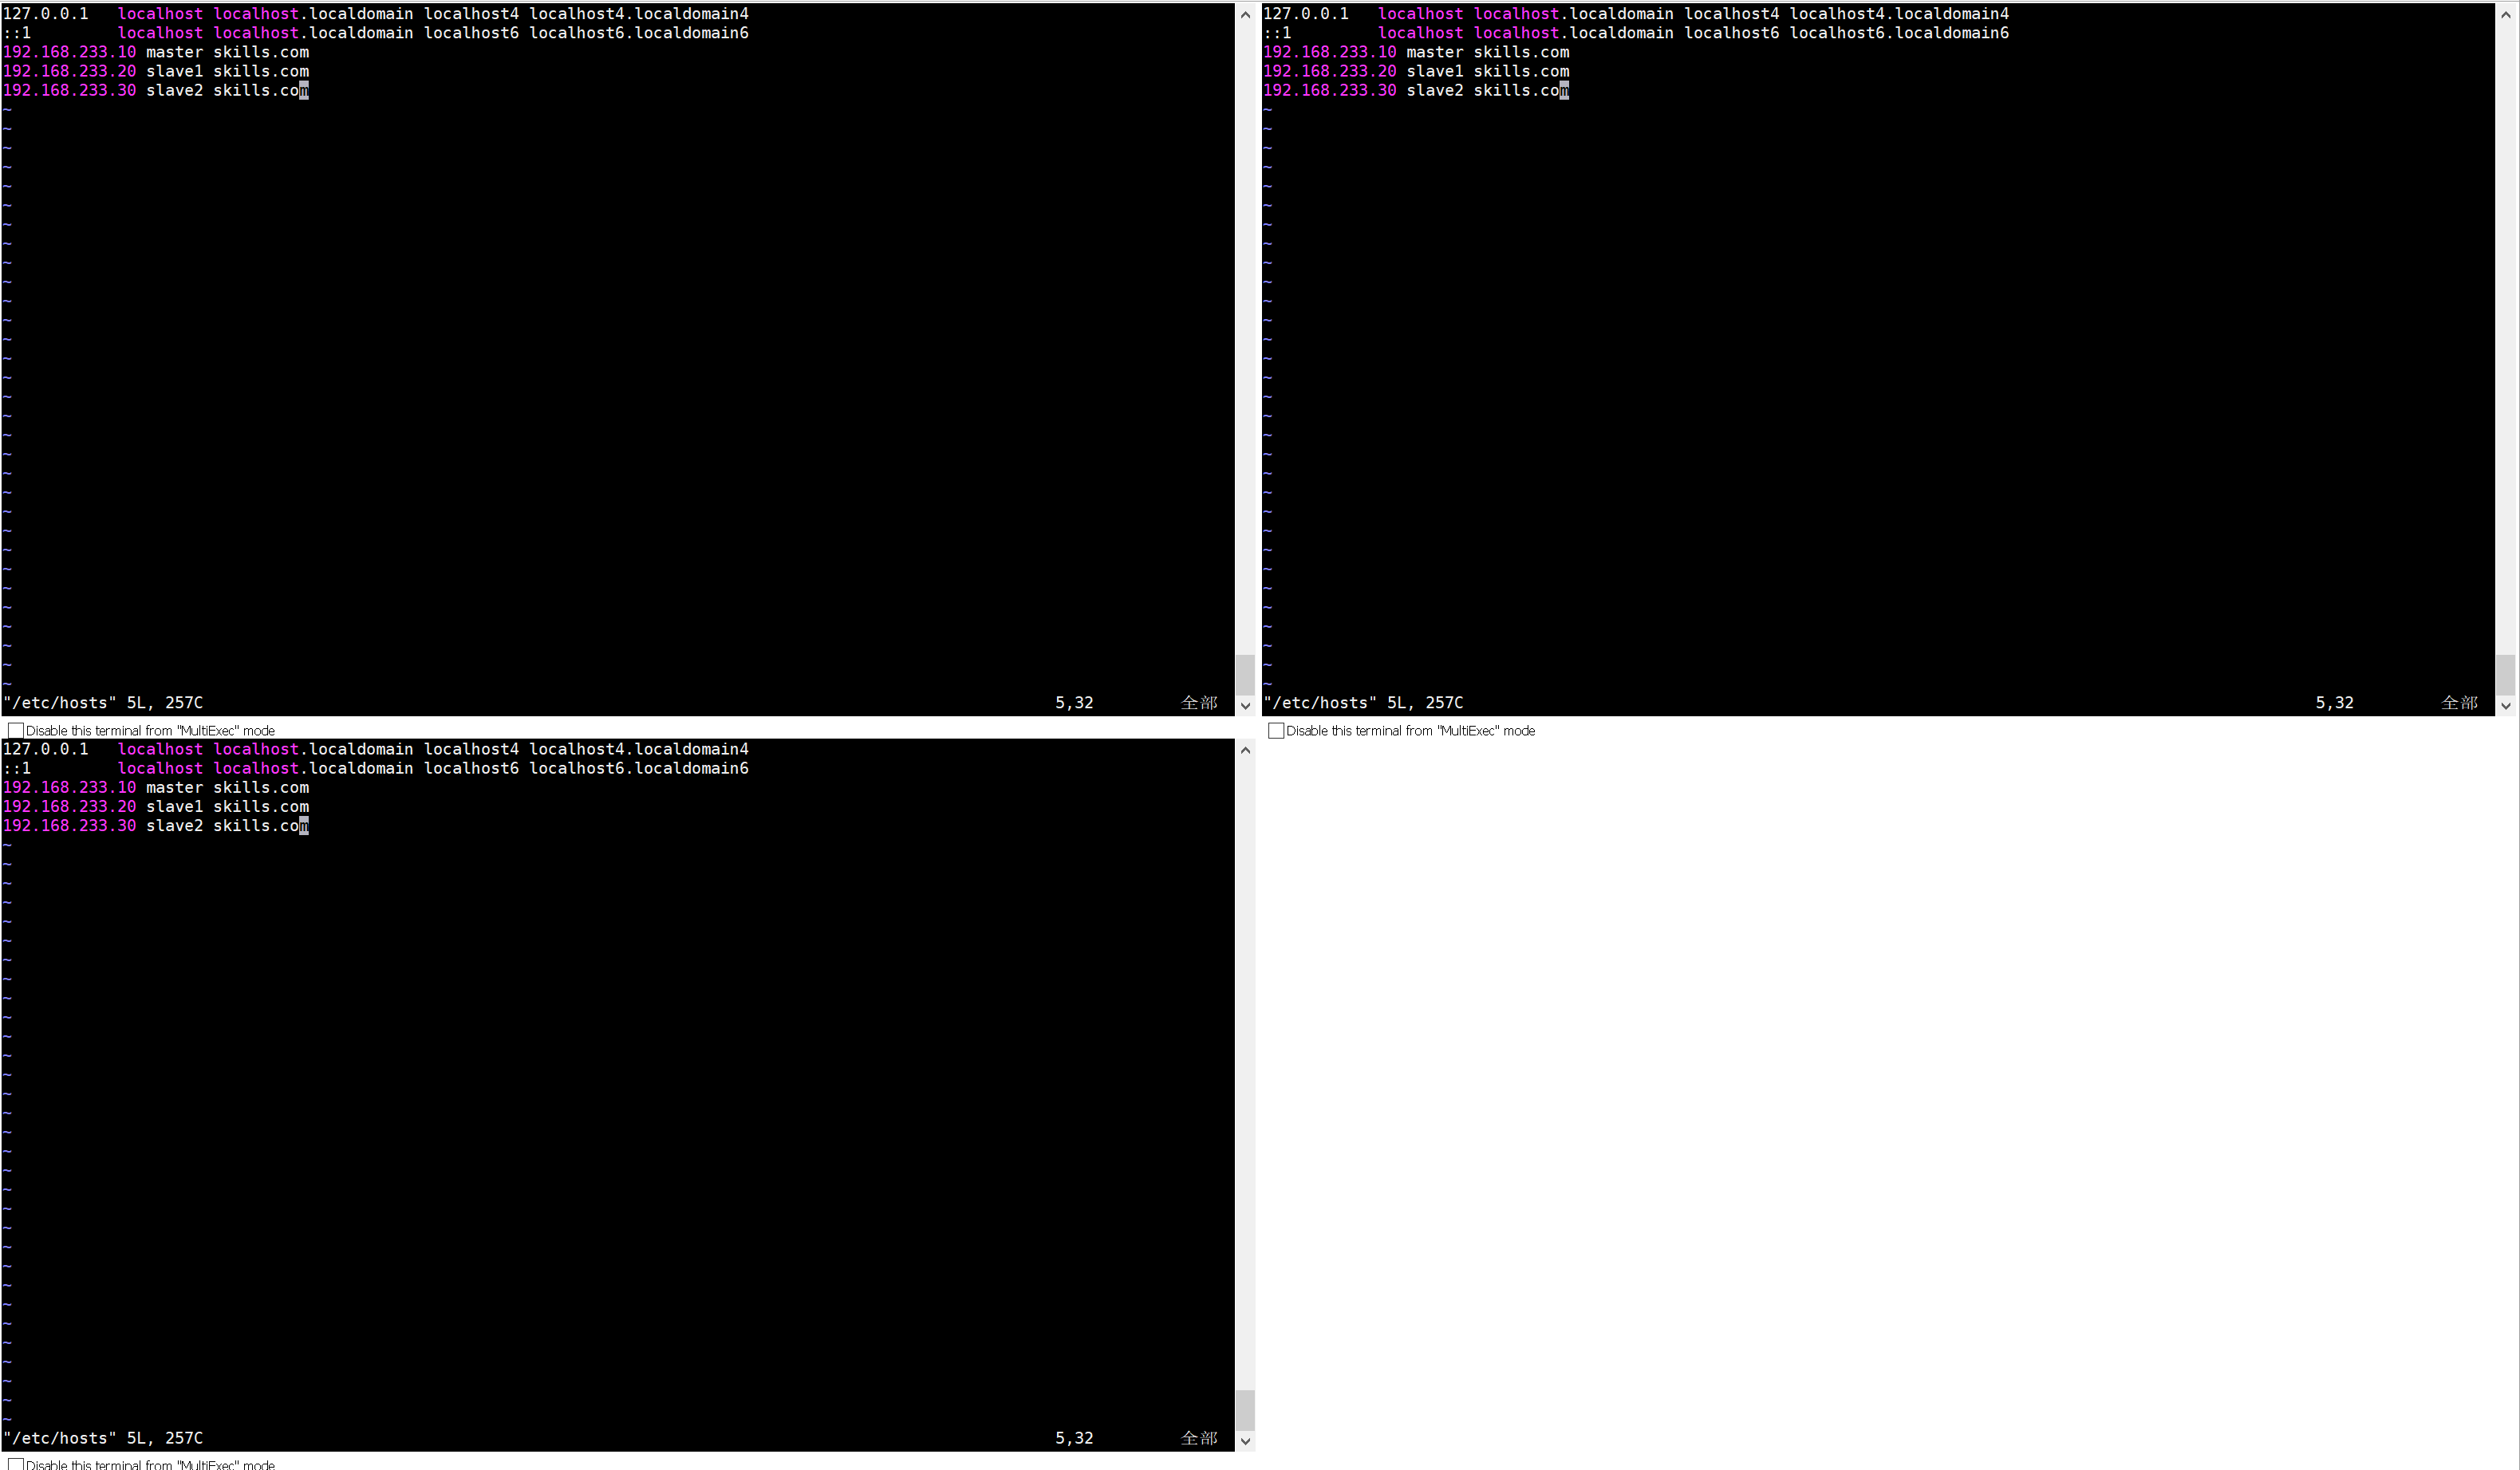 127.0.0.1   localhost localhost.localdomain localhost4 localhost4.localdomain4
::1         localhost localhost.localdomain localhost6 localhost6.localdomain6
192.168.233.10 master skills.com
192.168.233.20 slave1 skills.com
192.168.233.30 slave2 skills.com
"/etc/hosts" 5L, 257C 5,32 全部
Disable this terminal from "MultiExec" mode
127.0.0.1   localhost localhost.localdomain localhost4 localhost4.localdomain4
::1         localhost localhost.localdomain localhost6 localhost6.localdomain6
192.168.233.10 master skills.com
192.168.233.20 slave1 skills.com
192.168.233.30 slave2 skills.com
"/etc/hosts" 5L, 257C 5,32 全部
Disable this terminal from "MultiExec" mode
127.0.0.1   localhost localhost.localdomain localhost4 localhost4.localdomain4
::1         localhost localhost.localdomain localhost6 localhost6.localdomain6
192.168.233.10 master skills.com
192.168.233.20 slave1 skills.com
192.168.233.30 slave2 skills.com
"/etc/hosts" 5L, 257C 5,32 全部
Disable this terminal from "MultiExec" mode